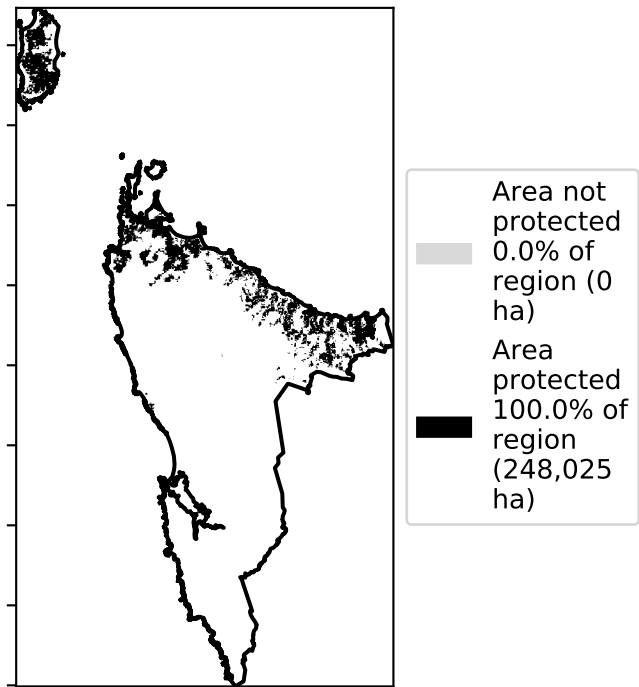 Area not
protected
0.0% of
region (0
ha)
Area
protected
100.0% of
region
(248,025
ha)